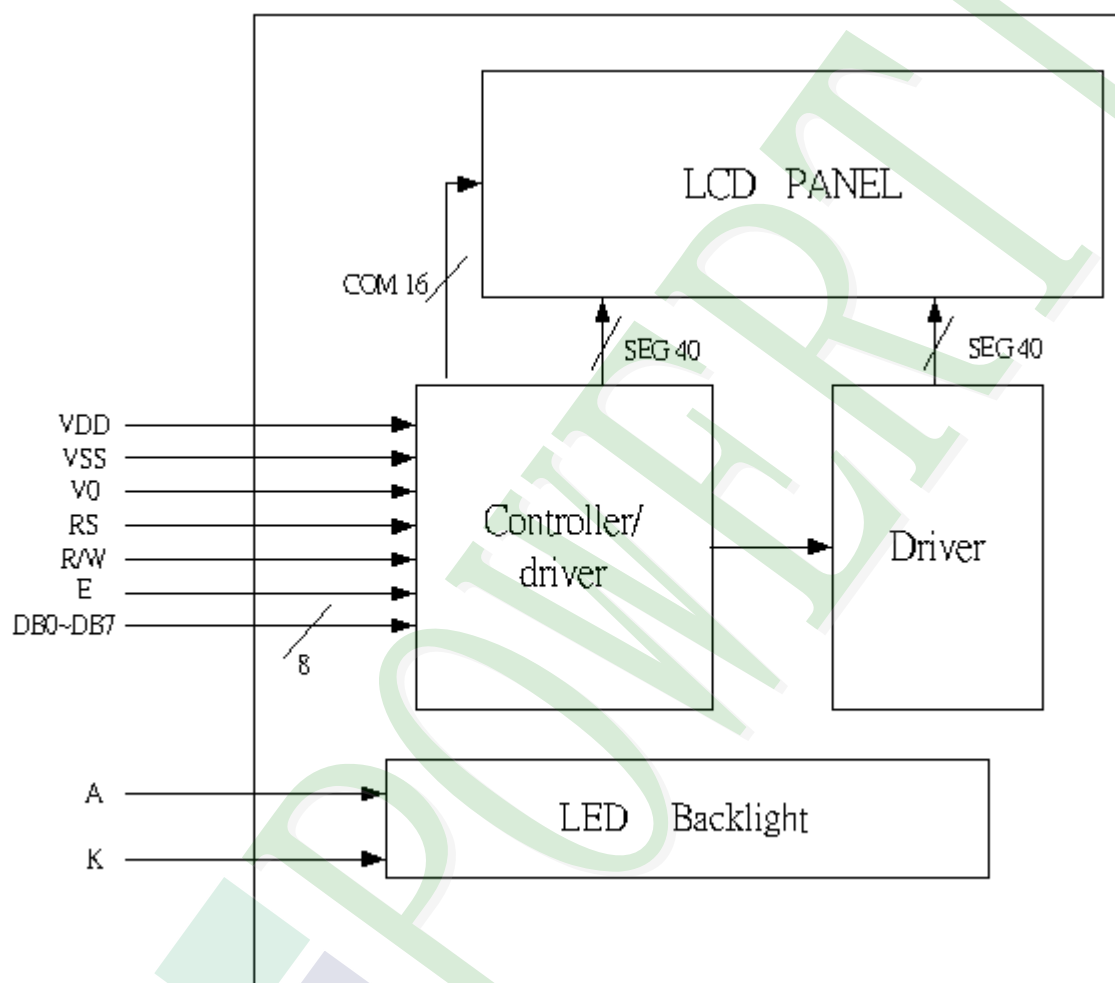 LCD PANEL
COM 16
SEG 40
SEG 40
VDD
VSS
V0
RS
R/W
E
DB0~DB7
8
Controller/
driver
Driver
A
K
LED Backlight
POWERT